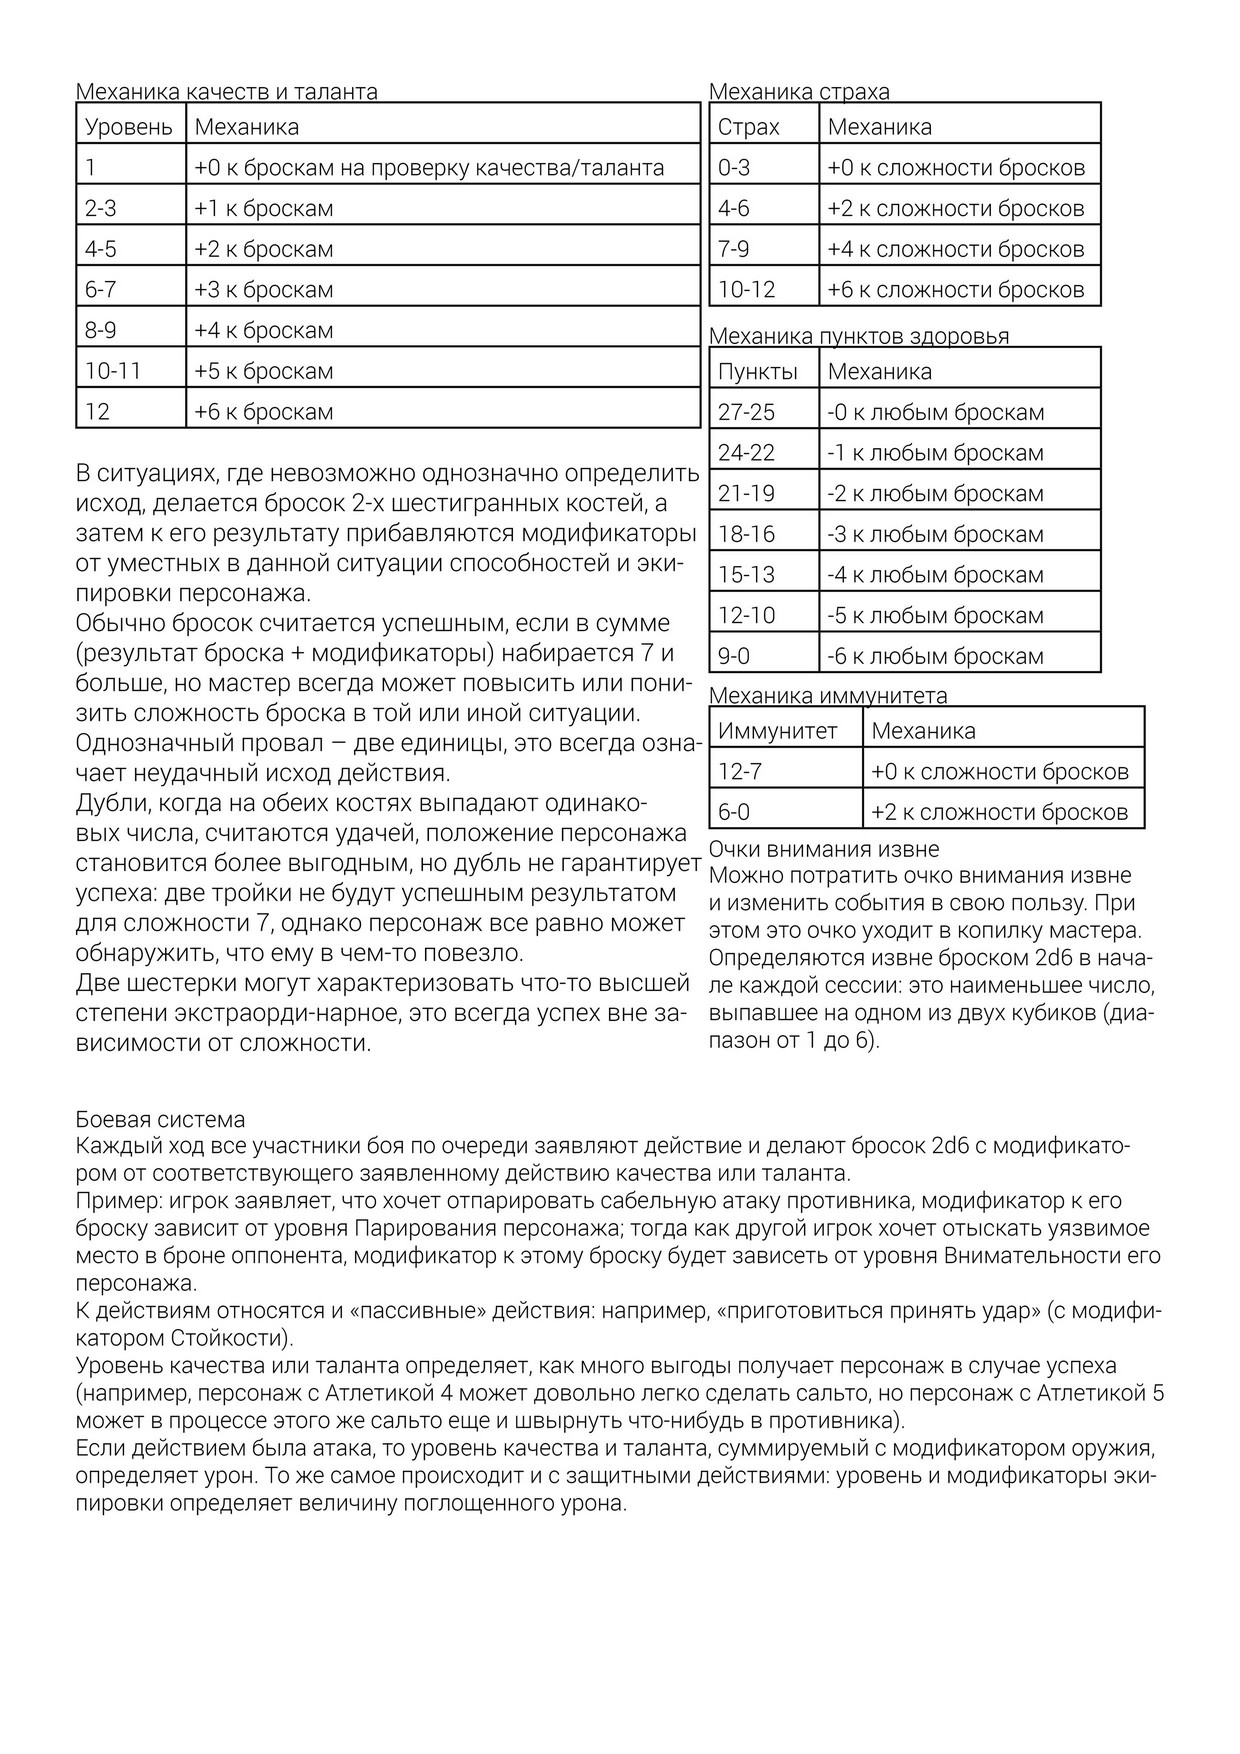 Механика качеств и таланта
Уровень Механика
1 +0 к броскам на проверку качества/таланта
2-3 +1 к броскам
4-5 +2 к броскам
6-7 +3 к броскам
8-9 +4 к броскам
10-11 +5 к броскам
12 +6 к броскам
В ситуациях, где невозможно однозначно определить
исход, делается бросок 2-х шестигранных костей, а
затем к его результату прибавляются модификаторы
от уместных в данной ситуации способностей и эки-
пировки персонажа.
Обычно бросок считается успешным, если в сумме
(результат броска + модификаторы) набирается 7 и
больше, но мастер всегда может повысить или пони-
зить сложность броска в той или иной ситуации.
Однозначный провал – две единицы, это всегда озна-
чает неудачный исход действия.
Дубли, когда на обеих костях выпадают одинако-
вых числа, считаются удачей, положение персонажа
становится более выгодным, но дубль не гарантирует
успеха: две тройки не будут успешным результатом
для сложности 7, однако персонаж все равно может
обнаружить, что ему в чем-то повезло.
Две шестерки могут характеризовать что-то высшей
степени экстраорди-нарное, это всегда успех вне за-
висимости от сложности.
Механика страха
Страх Механика
0-3 +0 к сложности бросков
4-6 +2 к сложности бросков
7-9 +4 к сложности бросков
10-12 +6 к сложности бросков
Механика пунктов здоровья
Пункты Механика
27-25 -0 к любым броскам
24-22 -1 к любым броскам
21-19 -2 к любым броскам
18-16 -3 к любым броскам
15-13 -4 к любым броскам
12-10 -5 к любым броскам
9-0 -6 к любым броскам
Механика иммунитета
Иммунитет Механика
12-7 +0 к сложности бросков
6-0 +2 к сложности бросков
Очки внимания извне
Можно потратить очко внимания извне
и изменить события в свою пользу. При
этом это очко уходит в копилку мастера.
Определяются извне броском 2d6 в нача-
ле каждой сессии: это наименьшее число,
выпавшее на одном из двух кубиков (диа-
пазон от 1 до 6).
Боевая система
Каждый ход все участники боя по очереди заявляют действие и делают бросок 2d6 с модификато-
ром от соответствующего заявленному действию качества или таланта.
Пример: игрок заявляет, что хочет отпарировать сабельную атаку противника, модификатор к его
броску зависит от уровня Парирования персонажа; тогда как другой игрок хочет отыскать уязвимое
место в броне оппонента, модификатор к этому броску будет зависеть от уровня Внимательности его
персонажа.
К действиям относятся и «пассивные» действия: например, «приготовиться принять удар» (с модифи-
катором Стойкости).
Уровень качества или таланта определяет, как много выгоды получает персонаж в случае успеха
(например, персонаж с Атлетикой 4 может довольно легко сделать сальто, но персонаж с Атлетикой 5
может в процессе этого же сальто еще и швырнуть что-нибудь в противника).
Если действием была атака, то уровень качества и таланта, суммируемый с модификатором оружия,
определяет урон. То же самое происходит и с защитными действиями: уровень и модификаторы эки-
пировки определяет величину поглощенного урона.